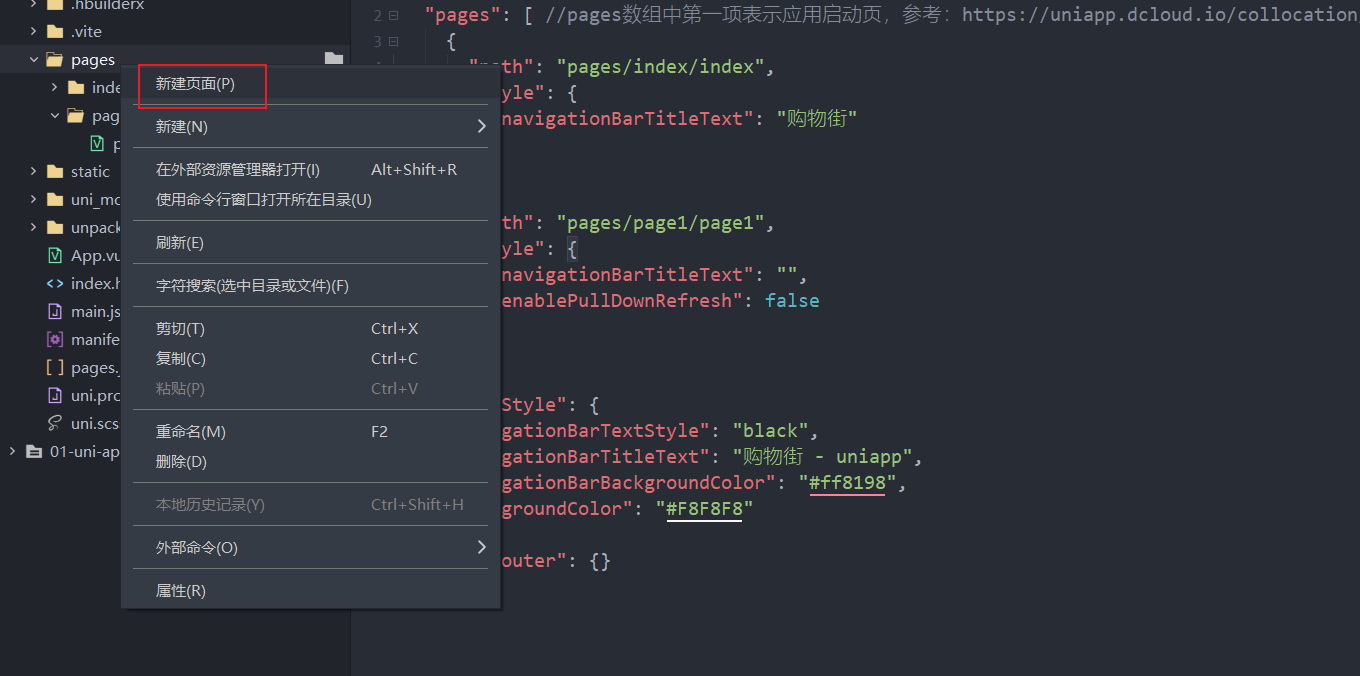 .hbuilderx
.vite
pages
inde
pag
p
static
uni_mo
unpack
App.vu
index.h
main.js
manife
pages.
uni.pro
uni.scs
01-uni-ap
新建页面(P)
新建(N)
在外部资源管理器打开(I) Alt+Shift+R
使用命令行窗口打开所在目录(U)
刷新(E)
字符搜索(选中目录或文件)(F)
剪切(T) Ctrl+X
复制(C) Ctrl+C
粘贴(P) Ctrl+V
重命名(M) F2
删除(D)
本地历史记录(Y) Ctrl+Shift+H
外部命令(O)
属性(R)
2 "pages": [ //pages数组中第一项表示应用启动页，参考：https://uniapp.dcloud.io/collocation
3 {
"path": "pages/index/index",
yle": {
navigationBarTitleText": "购物街"
th": "pages/page1/page1",
yle": {
navigationBarTitleText": "",
enablePullDownRefresh": false
Style": {
gationBarTextStyle": "black",
gationBarTitleText": "购物街 - uniapp",
gationBarBackgroundColor": "#ff8198",
groundColor": "#F8F8F8"
outer": {}